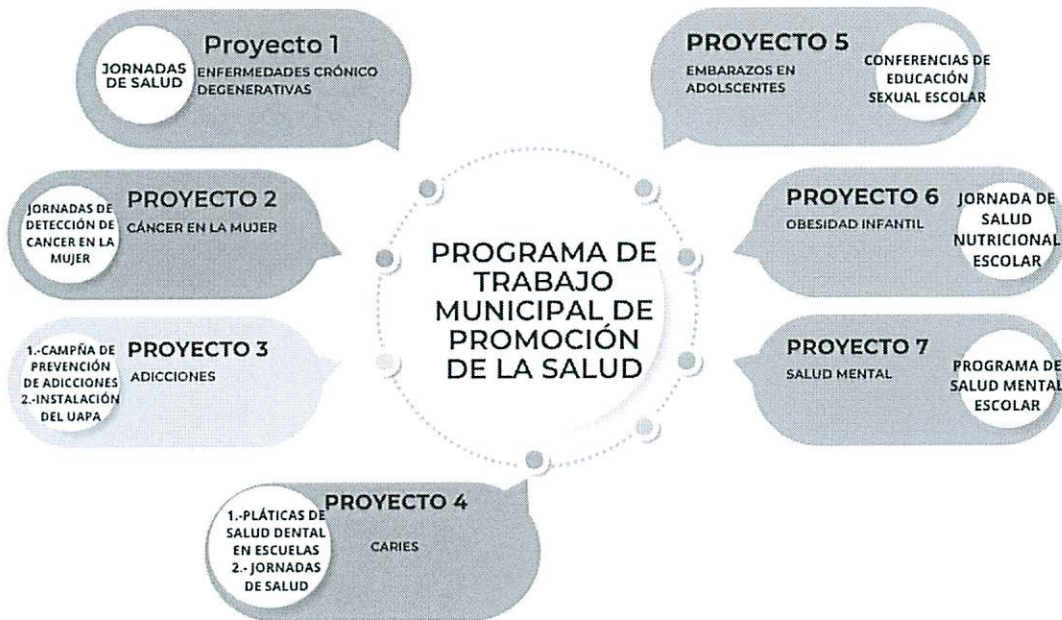 Proyecto 1
JORNADAS
DE SALUD
ENFERMEDADES CRÓNICO
DEGENERATIVAS
PROYECTO 2
JORNADAS DE
DETECCIÓN DE
CANCER EN LA
MUJER
CÁNCER EN LA MUJER
PROYECTO 3
1.-CAMPÑA DE
PREVENCIÓN
DE ADICCIONES
2.-INSTALACIÓN
DEL UAPA
ADICCIONES
PROYECTO 4
1.-PLÁTICAS DE
SALUD DENTAL
EN ESCUELAS
2.- JORNADAS
DE SALUD
CARIES
PROGRAMA DE
TRABAJO
MUNICIPAL DE
PROMOCIÓN
DE LA SALUD
PROYECTO 5
EMBARAZOS EN
ADOLSCENTES
CONFERENCIAS DE
EDUCACIÓN
SEXUAL ESCOLAR
PROYECTO 6
OBESIDAD INFANTIL
JORNADA DE
SALUD
NUTRICIONAL
ESCOLAR
PROYECTO 7
SALUD MENTAL
PROGRAMA DE
SALUD MENTAL
ESCOLAR